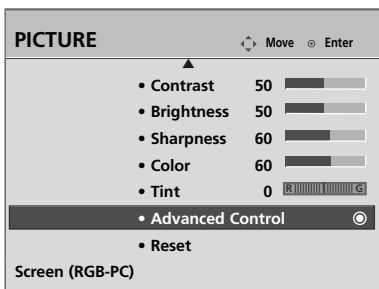 PICTURE Move Enter
• Contrast 50
• Brightness 50
• Sharpness 60
• Color 60
• Tint 0 R G
• Advanced Control
• Reset
Screen (RGB-PC)